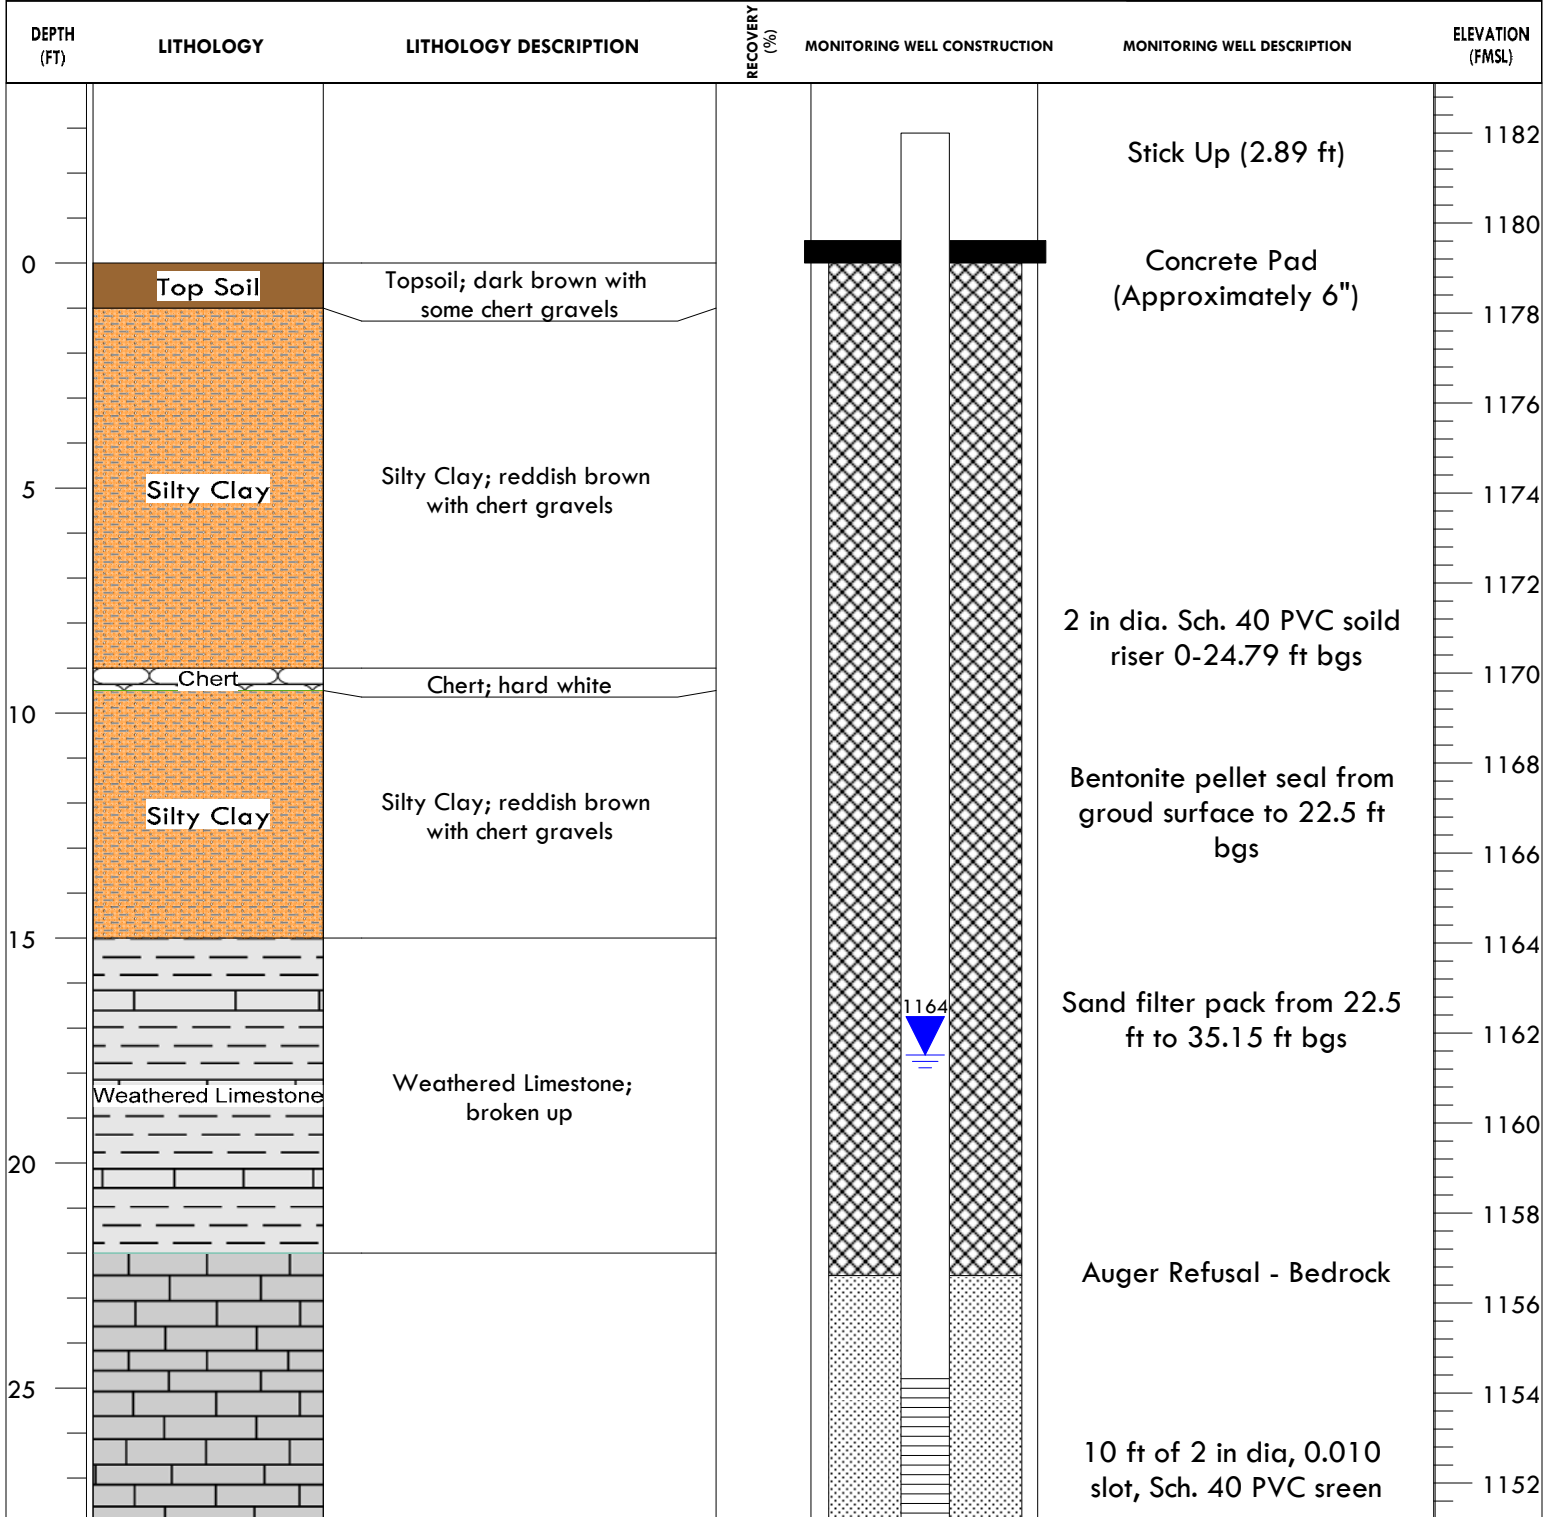 DEPTH
(FT)
LITHOLOGY
LITHOLOGY DESCRIPTION
RECOVERY
(%)
MONITORING WELL CONSTRUCTION
MONITORING WELL DESCRIPTION
ELEVATION
(FMSL)
0
5
10
15
20
25
Top Soil
Silty Clay
Chert
Silty Clay
Weathered Limestone
Topsoil; dark brown with
some chert gravels
Silty Clay; reddish brown
with chert gravels
Chert; hard white
Silty Clay; reddish brown
with chert gravels
Weathered Limestone;
broken up
1164
Stick Up (2.89 ft)
Concrete Pad
(Approximately 6")
2 in dia. Sch. 40 PVC soild
riser 0-24.79 ft bgs
Bentonite pellet seal from
groud surface to 22.5 ft
bgs
Sand filter pack from 22.5
ft to 35.15 ft bgs
Auger Refusal - Bedrock
10 ft of 2 in dia, 0.010
slot, Sch. 40 PVC sreen
1182
1180
1178
1176
1174
1172
1170
1168
1166
1164
1162
1160
1158
1156
1154
1152